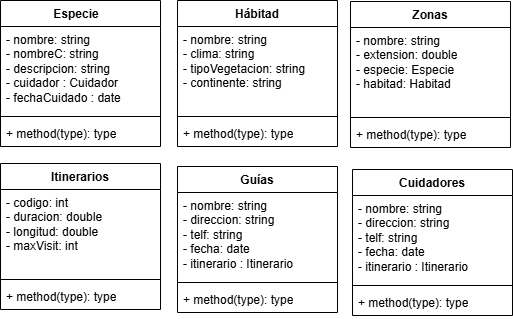 Especie
- nombre: string
- nombreC: string
- descripcion: string
- cuidador : Cuidador
- fechaCuidado : date
+ method(type): type
Hábitad
- nombre: string
- clima: string
- tipoVegetacion: string
- continente: string
+ method(type): type
Zonas
- nombre: string
- extension: double
- especie: Especie
- habitad: Habitad
+ method(type): type
Itinerarios
- codigo: int
- duracion: double
- longitud: double
- maxVisit: int
+ method(type): type
Guías
- nombre: string
- direccion: string
- telf: string
- fecha: date
- itinerario : Itinerario
+ method(type): type
Cuidadores
- nombre: string
- direccion: string
- telf: string
- fecha: date
- itinerario : Itinerario
+ method(type): type